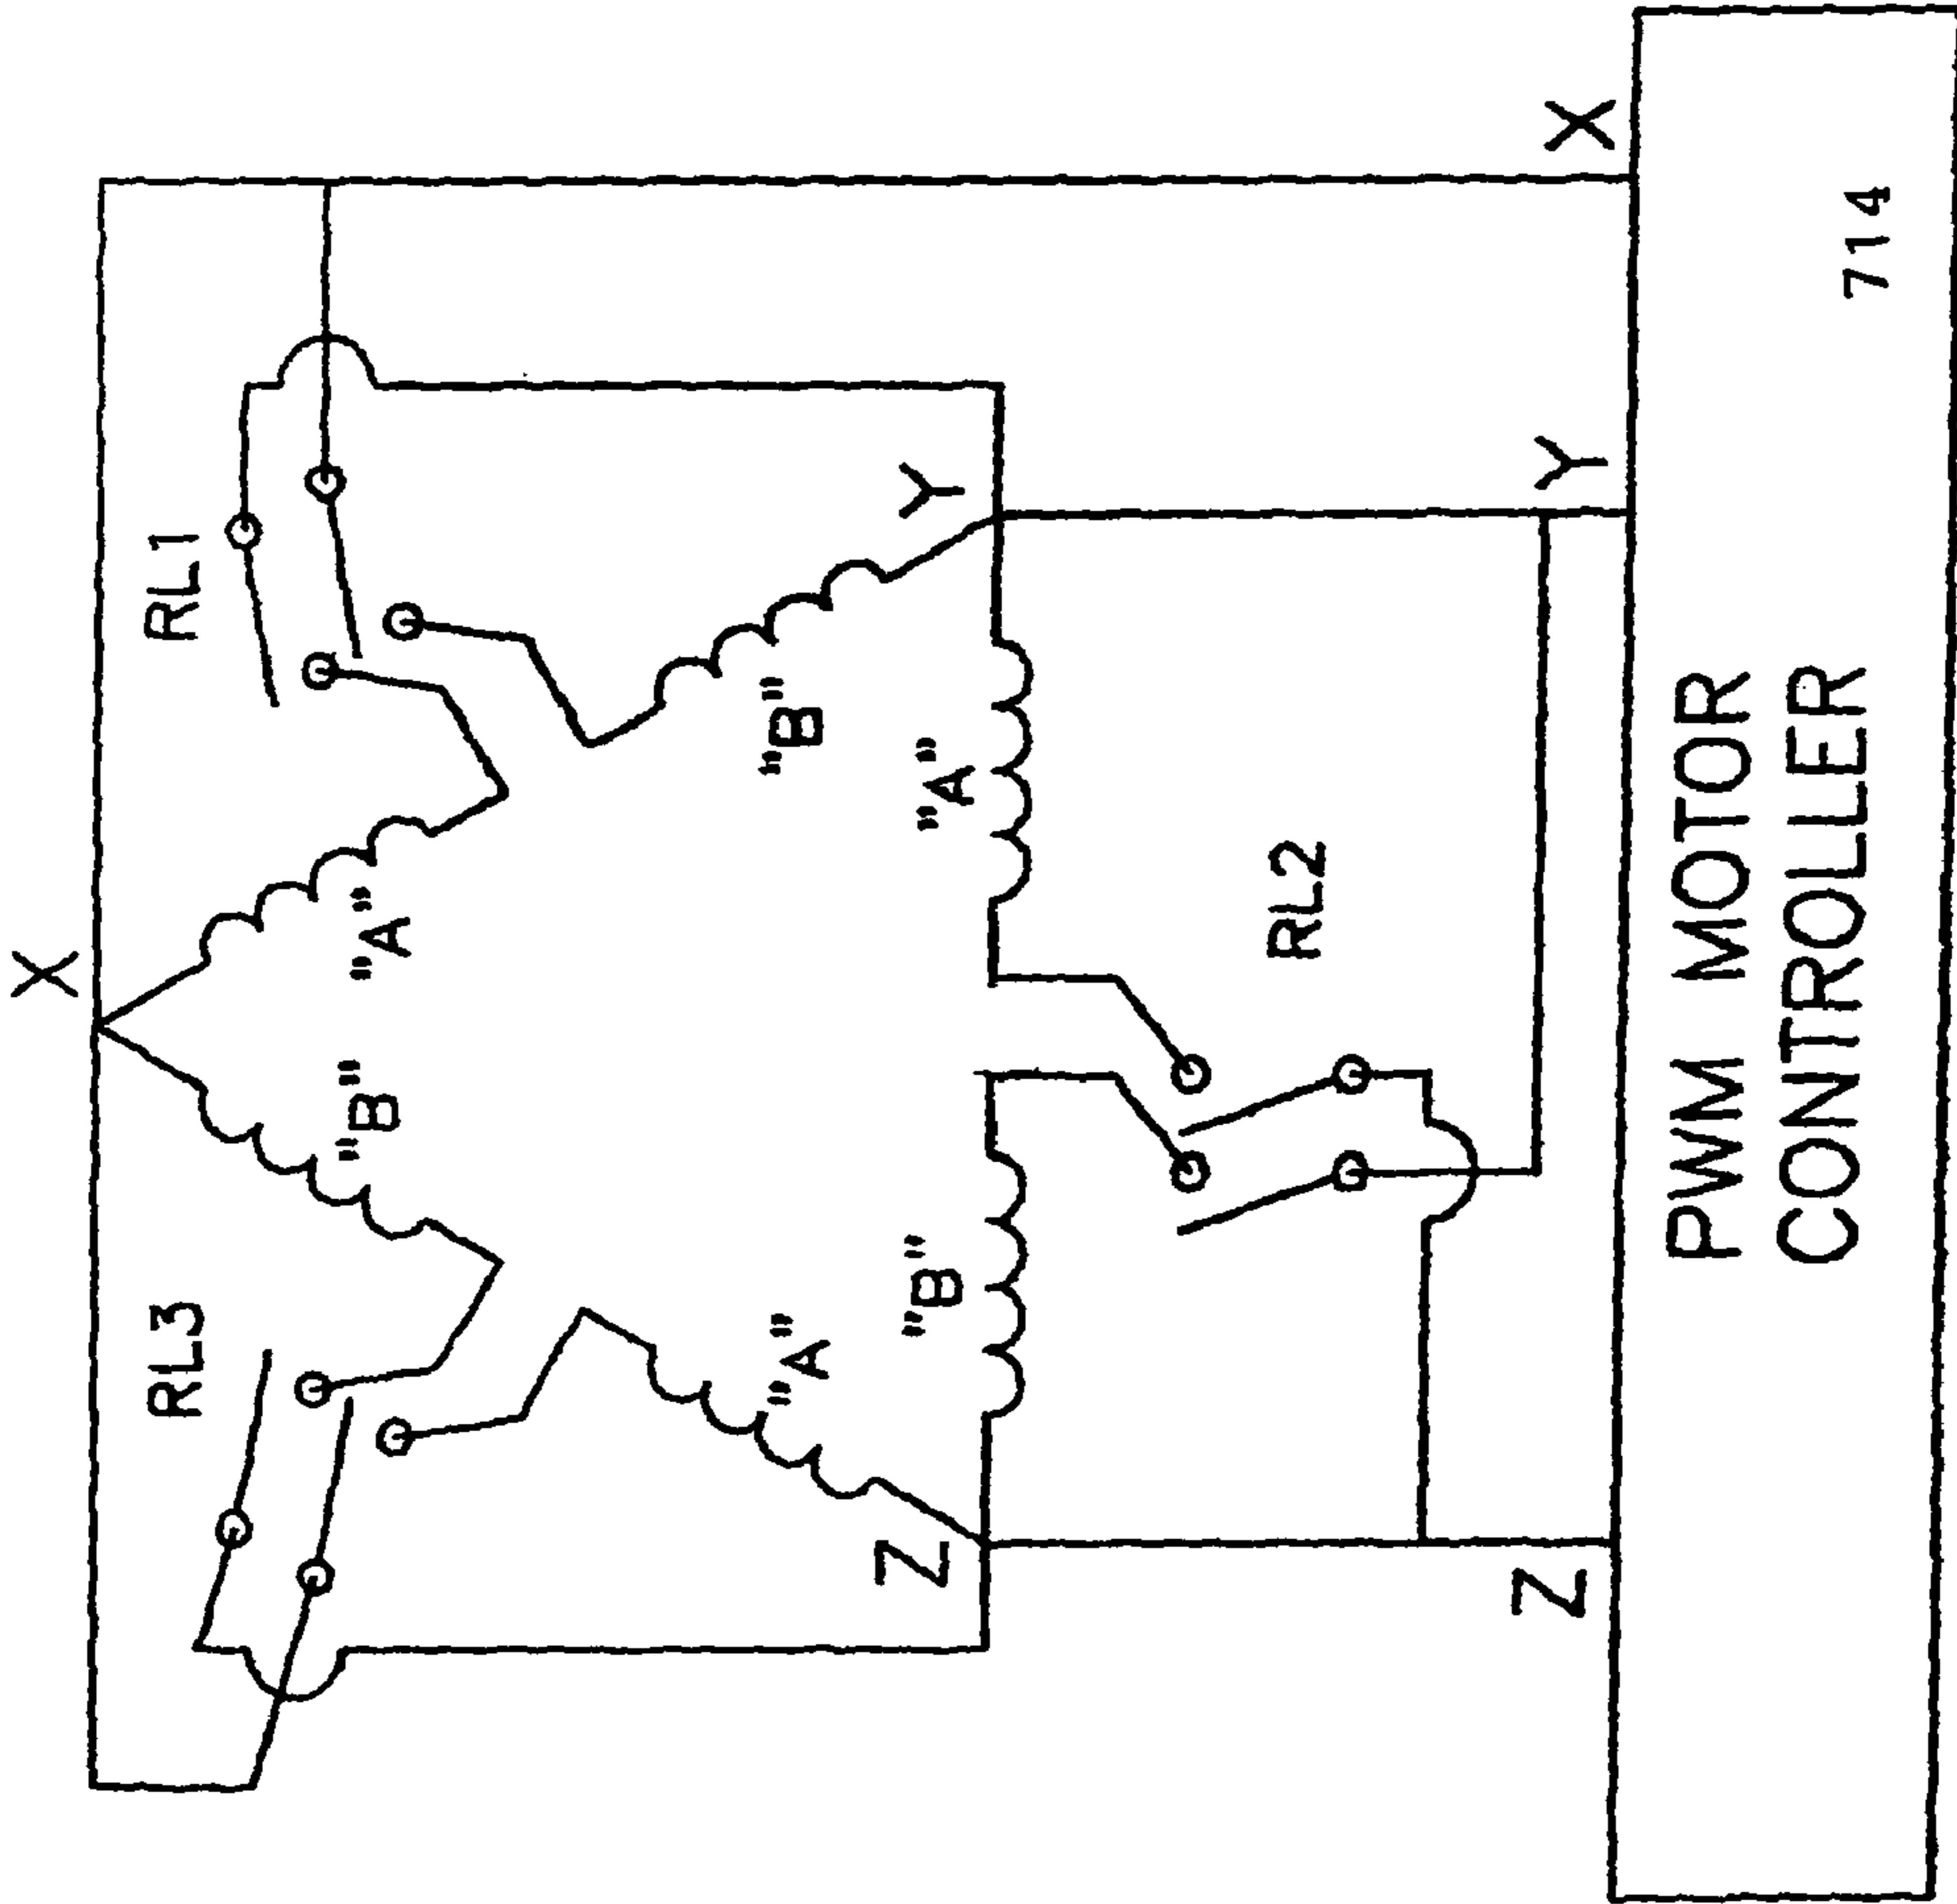 X
RL3
RL1
"B"
"A"
"A"
"B"
Z
"B"
"A"
Y
RL2
Z
Y
X
PWM MOTOR
CONTROLLER
714